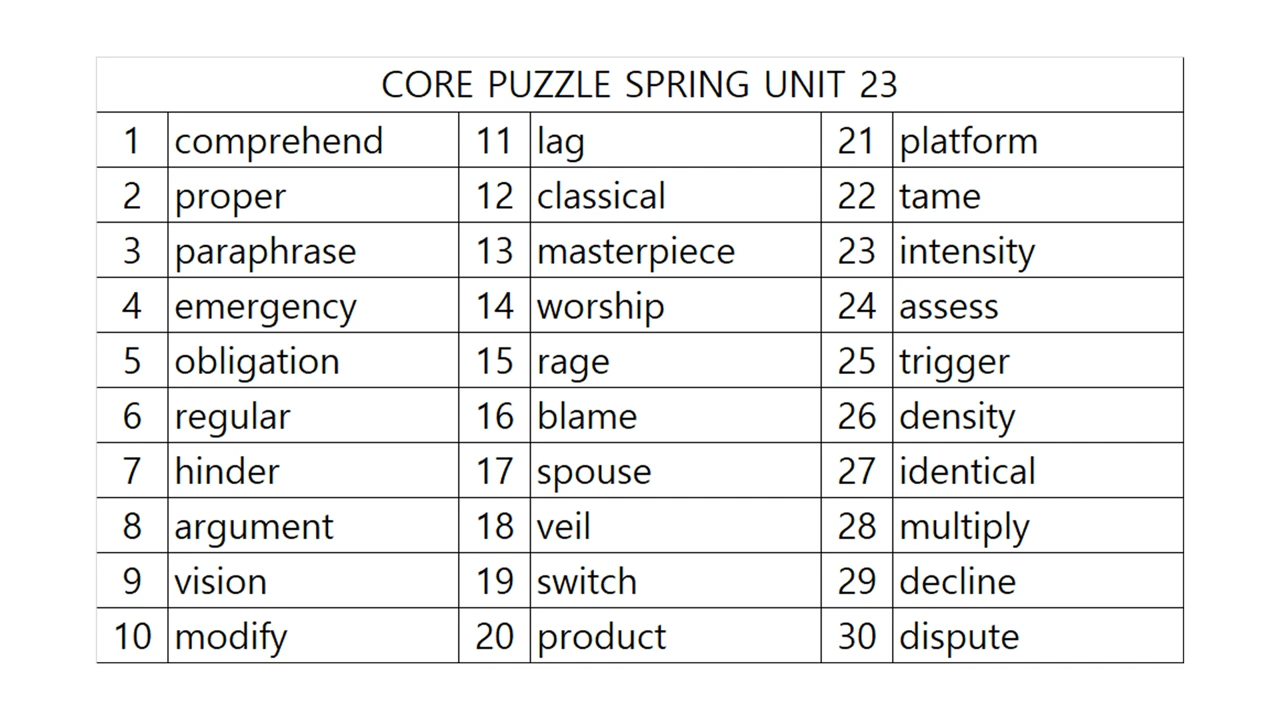 CORE PUZZLE SPRING UNIT 23
1 comprehend 11 lag 21 platform
2 proper 12 classical 22 tame
3 paraphrase 13 masterpiece 23 intensity
4 emergency 14 worship 24 assess
5 obligation 15 rage 25 trigger
6 regular 16 blame 26 density
7 hinder 17 spouse 27 identical
8 argument 18 veil 28 multiply
9 vision 19 switch 29 decline
10 modify 20 product 30 dispute